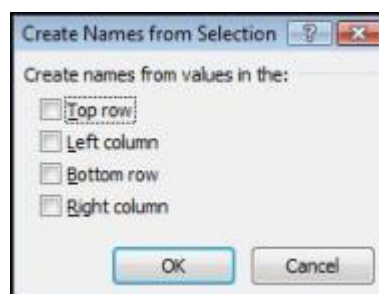 Create Names from Selection ?
Create names from values in the:
Top row
Left column
Bottom row
Right column
OK Cancel